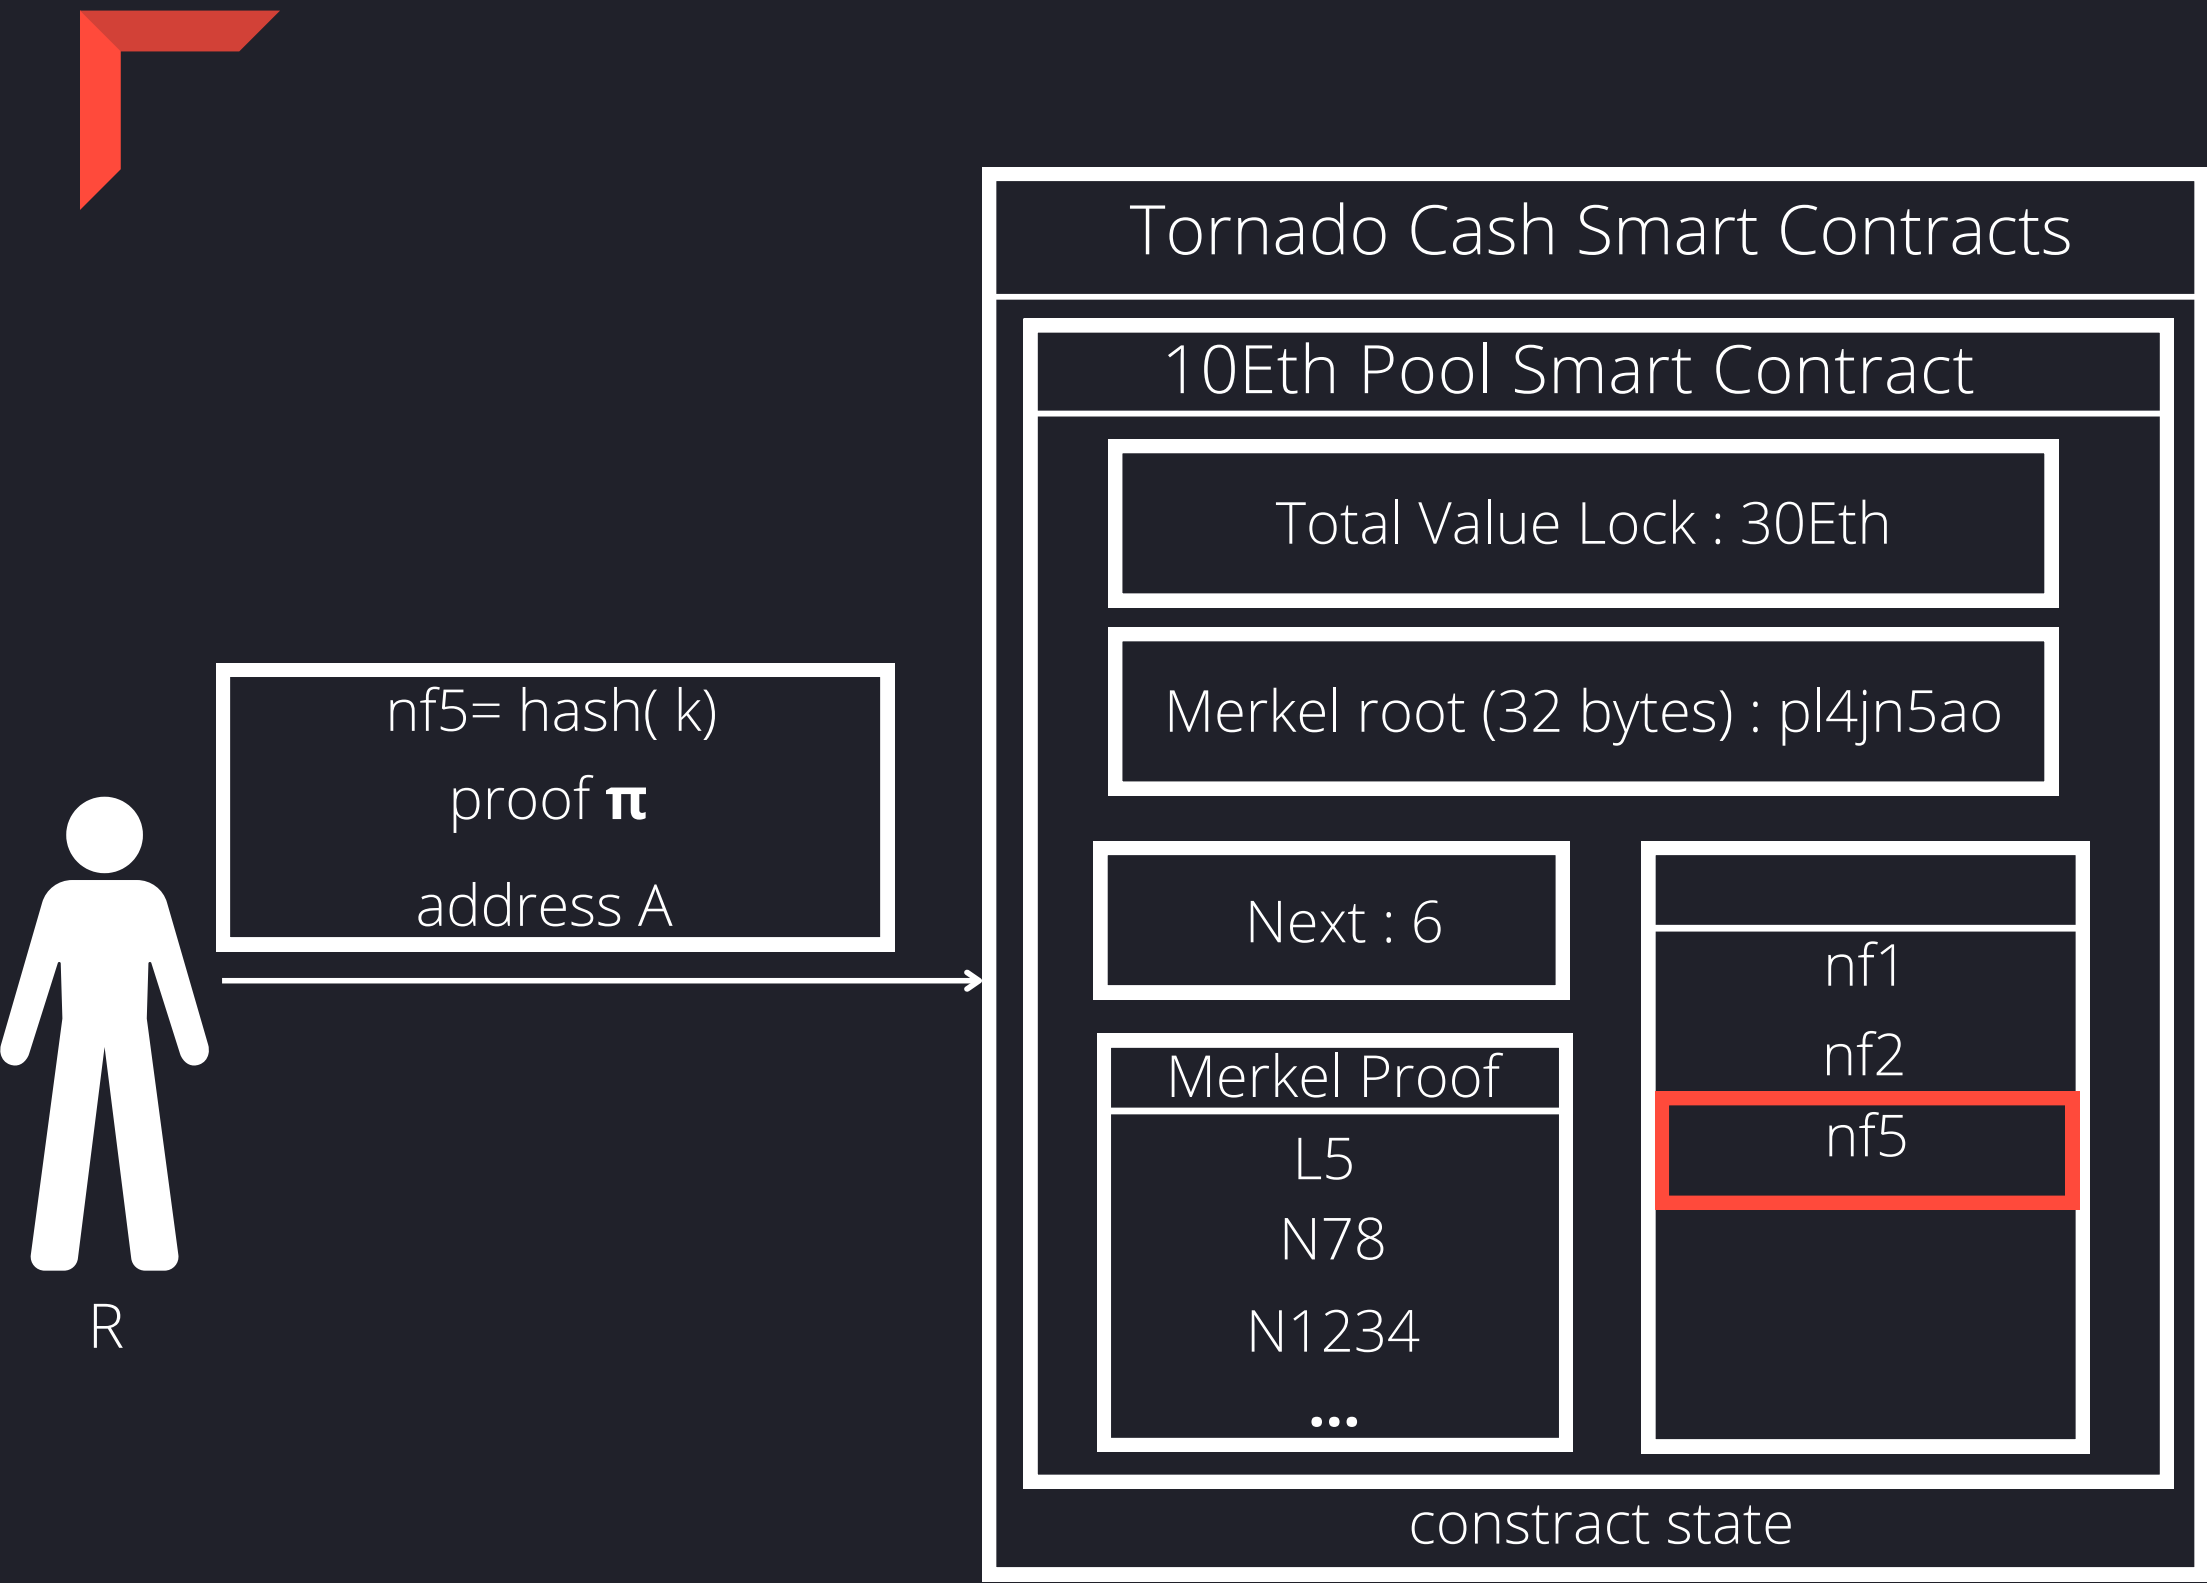 Tornado Cash Smart Contracts
10Eth Pool Smart Contract
Total Value Lock : 30Eth
Merkel root (32 bytes) : pl4jn5ao
nf5= hash( k)
proof π
address A
R
Next : 6
Merkel Proof
L5
N78
N1234
...
nf1
nf2
nf5
constract state